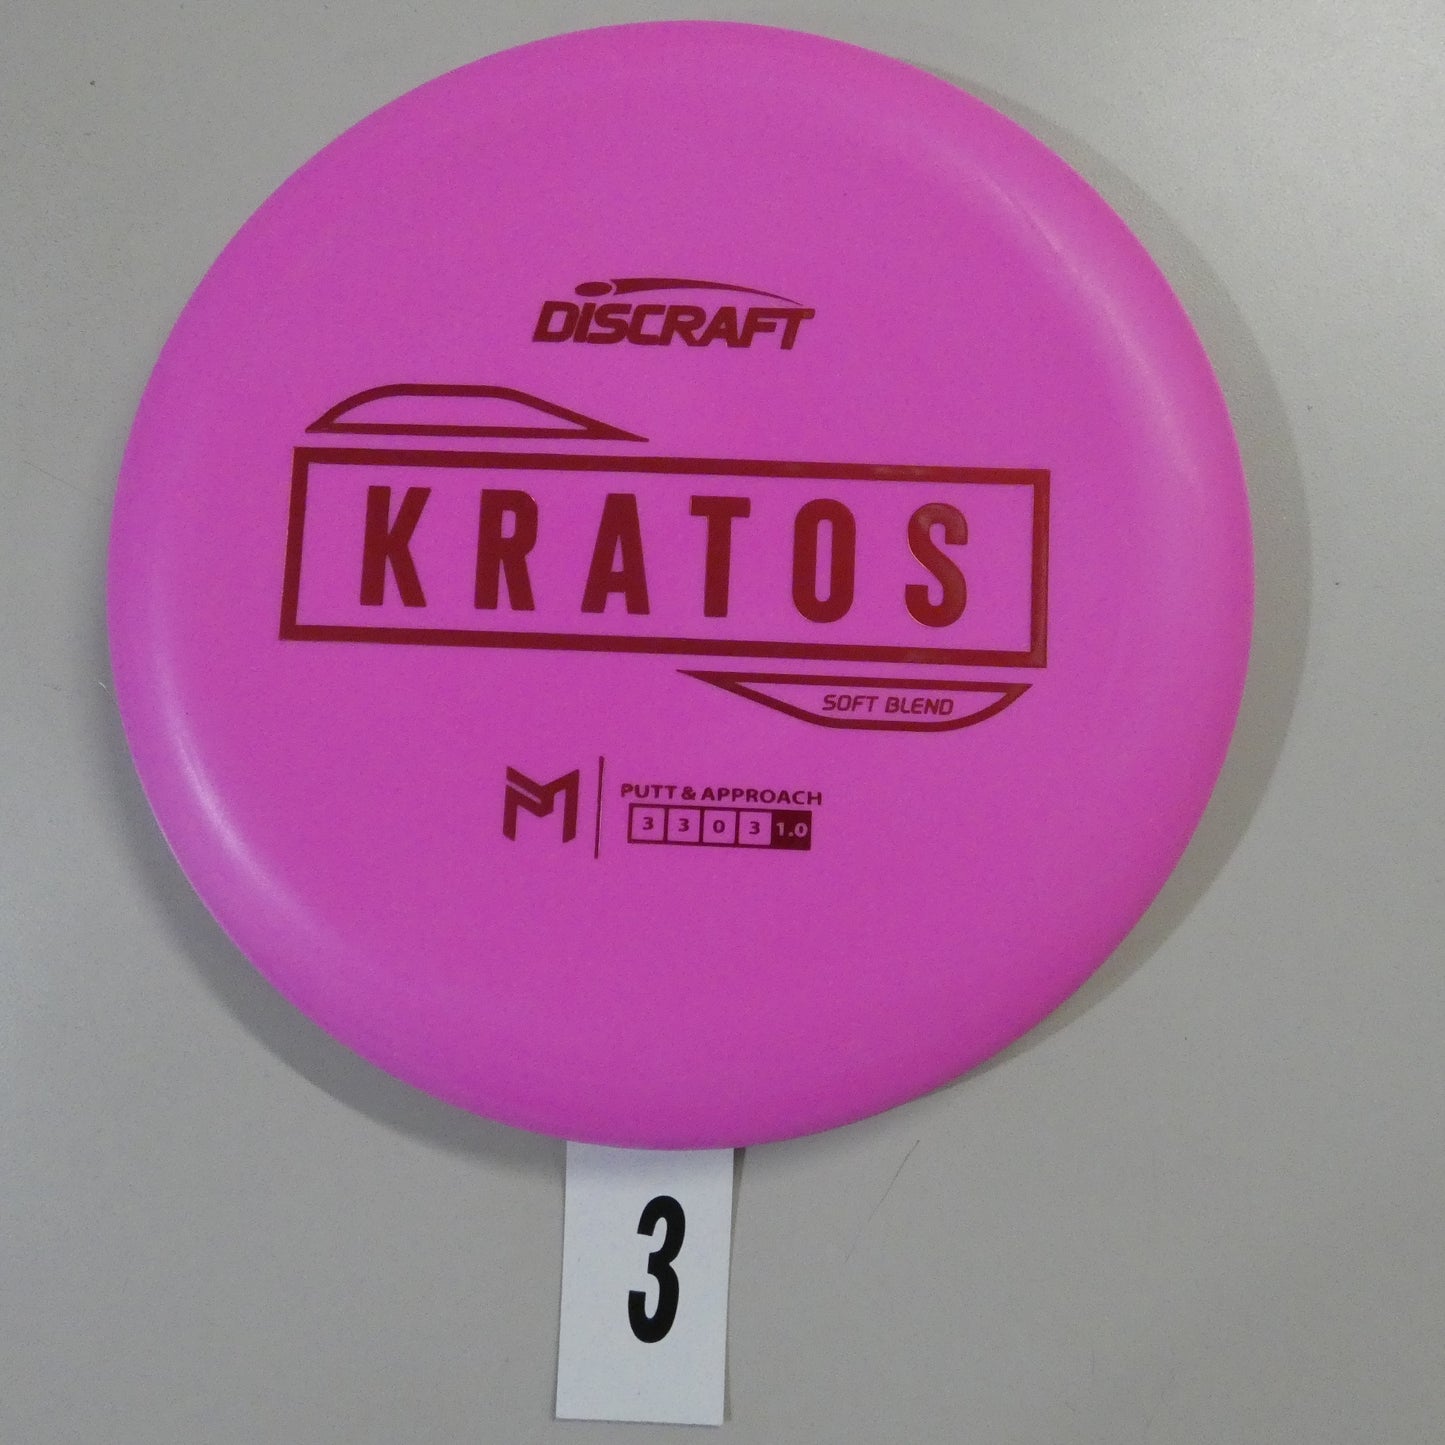 DISCRAFT
KRATOS
SOFT BLEND
M
PUTT & APPROACH
3 3 0 3 1.0
3